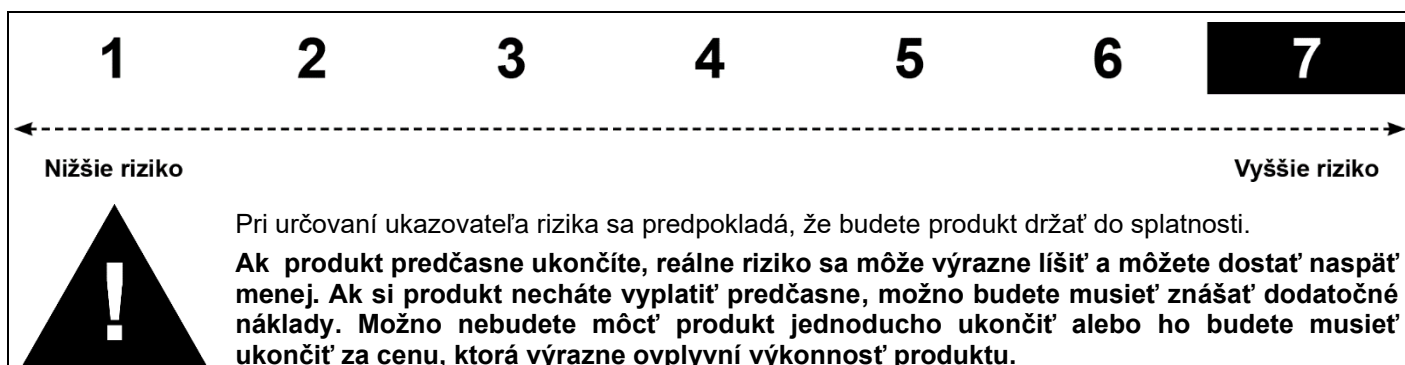 1 2 3 4 5 6 7
Nižšie riziko Vyššie riziko
!
Pri určovaní ukazovateľa rizika sa predpokladá, že budete produkt držať do splatnosti.
Ak produkt predčasne ukončíte, reálne riziko sa môže výrazne líšiť a môžete dostať naspäť
menej. Ak si produkt necháte vyplatiť predčasne, možno budete musieť znášať dodatočné
náklady. Možno nebudete môcť produkt jednoducho ukončiť alebo ho budete musieť
ukončiť za cenu, ktorá výrazne ovplyvní výkonnosť produktu.